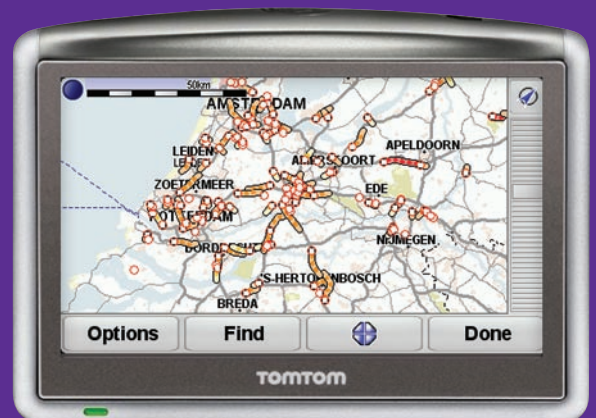 50km
AMSTERDAM
LEIDEN
APELDOORN
AMERSFOORT
ZOETERMEER
EDE
ROTTERDAM
NIJMEGEN
DORDRECHT
'S-HERTOGENBOSCH
BREDA
Options
Find
Done
TOMTOM